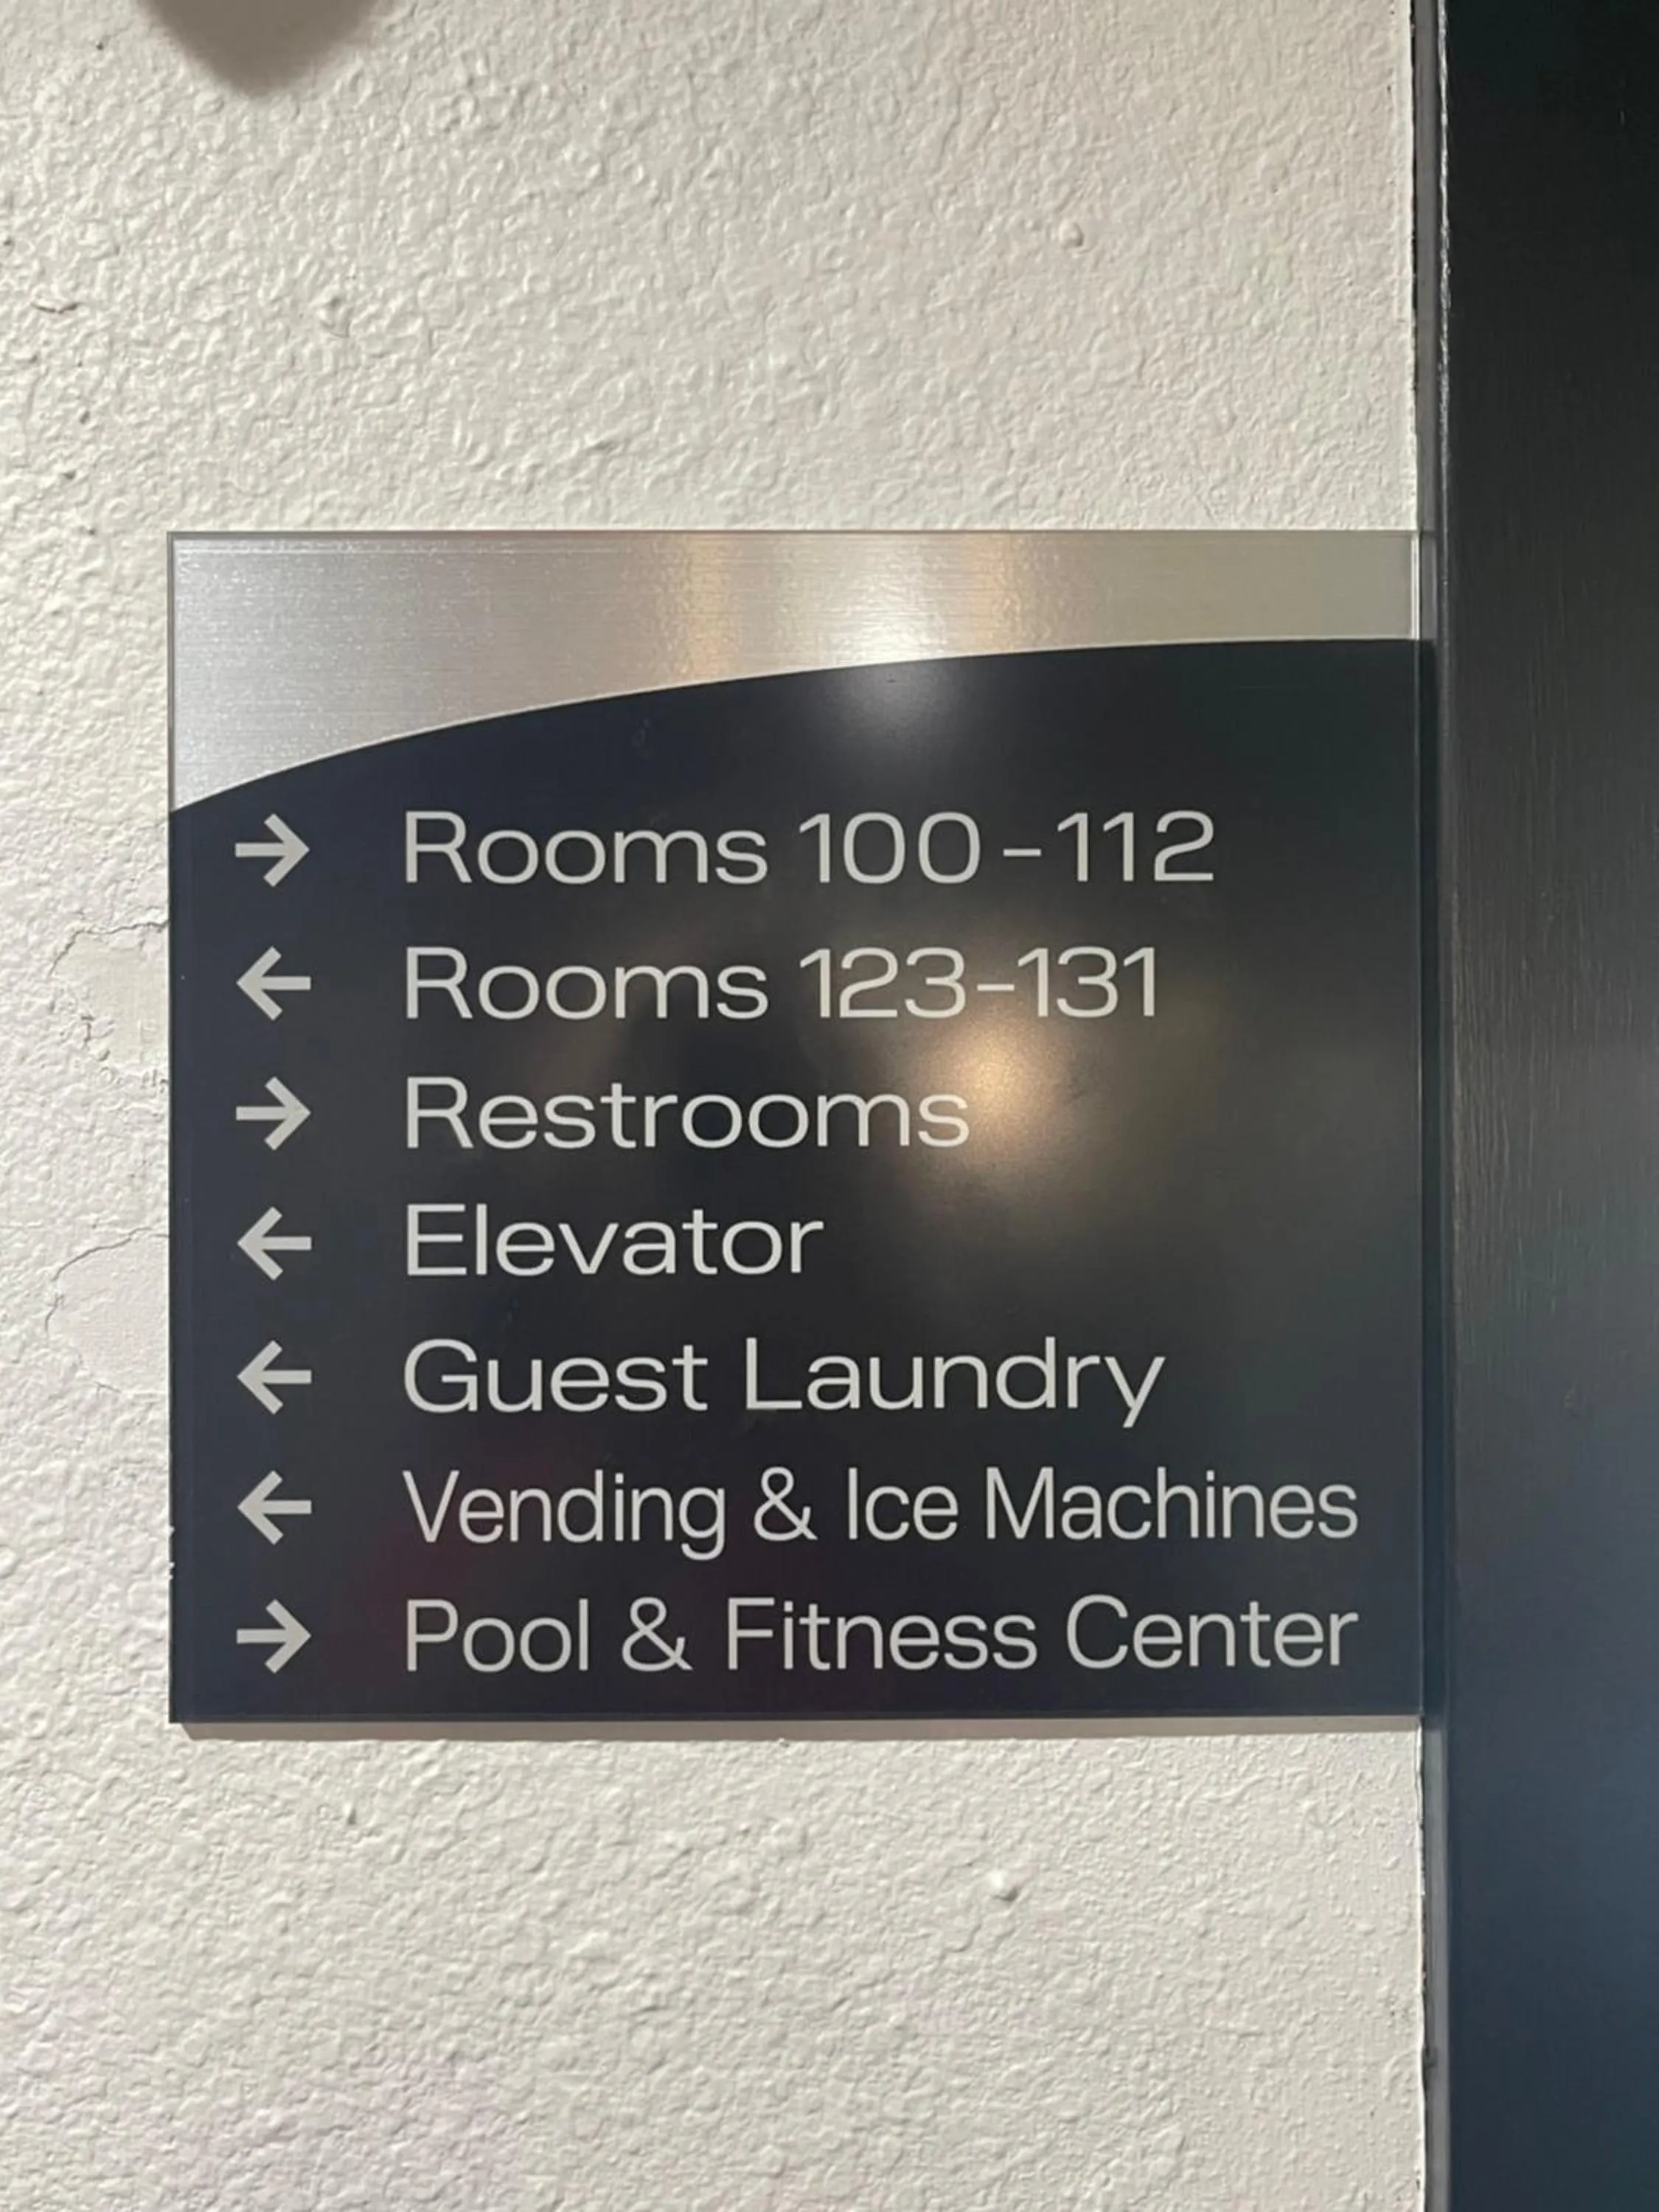 → Rooms 100-112
← Rooms 123-131
→ Restrooms
← Elevator
← Guest Laundry
← Vending & Ice Machines
→ Pool & Fitness Center